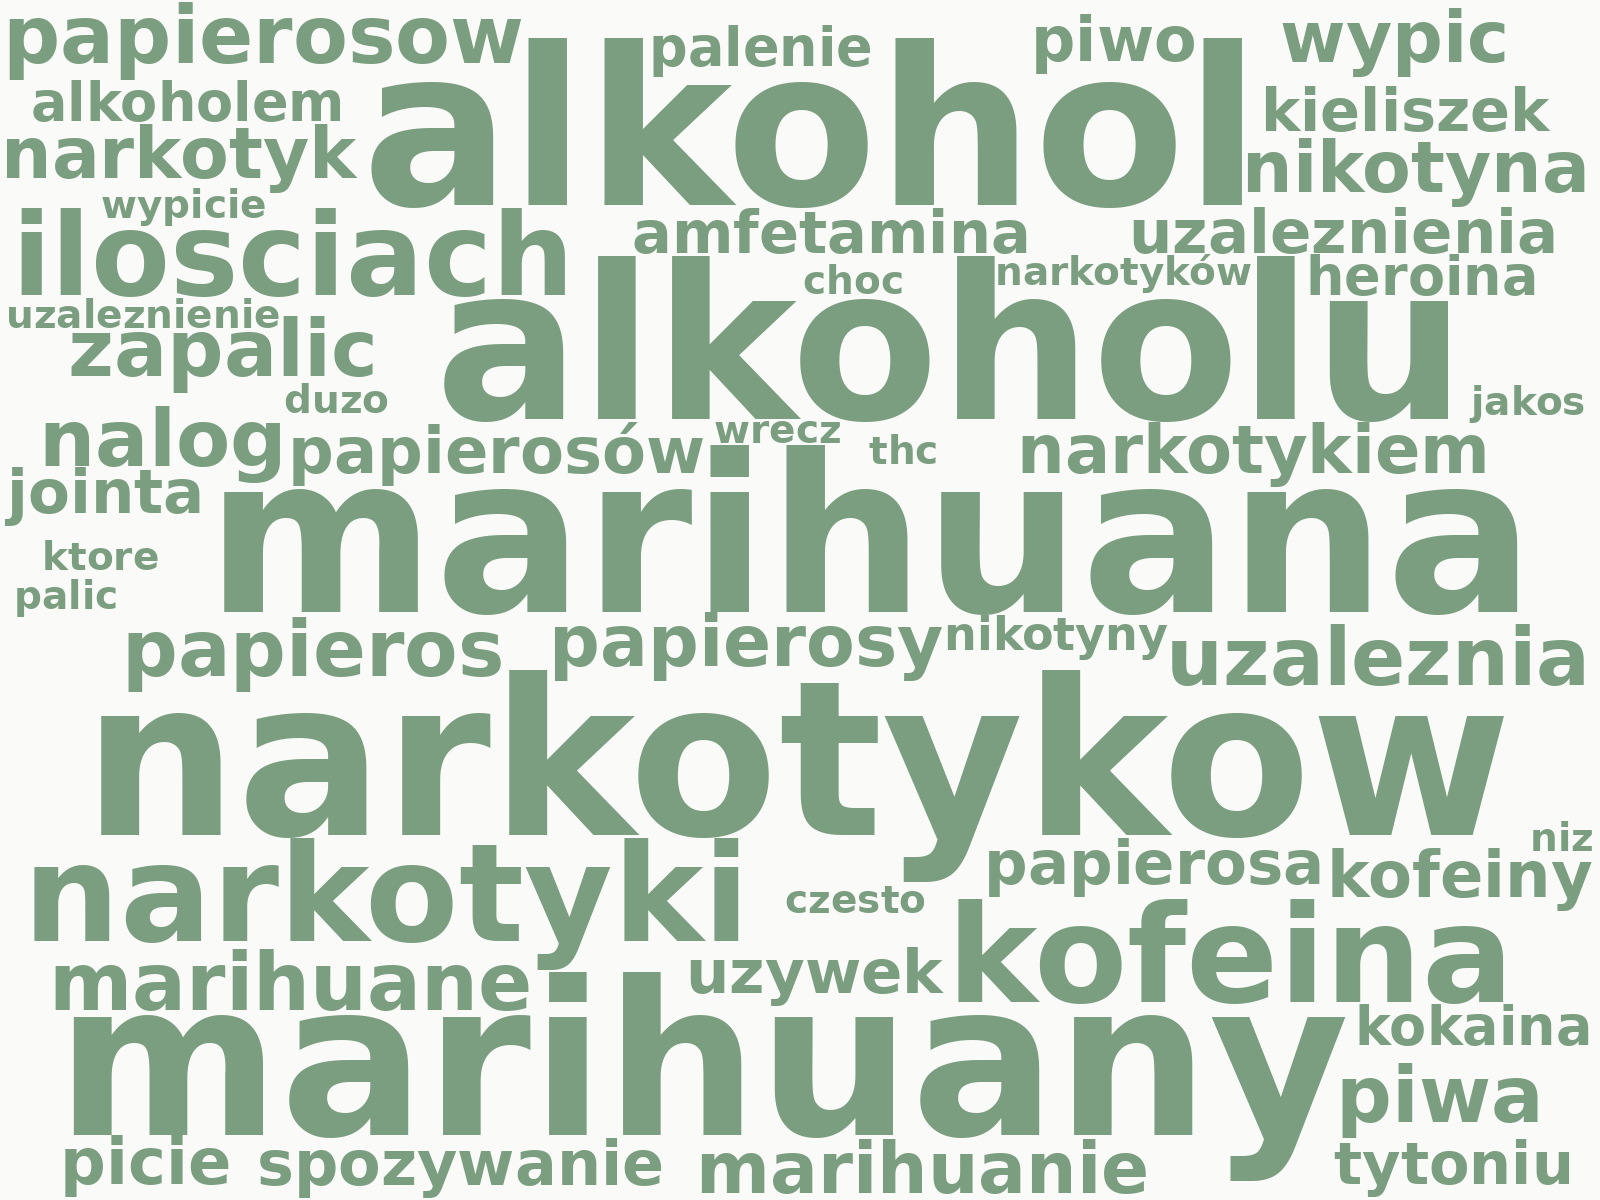 papierosow
palenie
piwo
wypic
alkoholem
alkohol
kieliszek
narkotyk
nikotyna
wypicie
ilosciach
amfetamina
uzaleznienia
choc
narkotyków
heroina
uzaleznienie
zapalic
alkoholu
duzo
jakos
nalog
papierosów
wrecz
thc
narkotykiem
jointa
marihuana
ktore
palic
papieros
papierosy
nikotyny
uzaleznia
narkotykow
niz
narkotyki
czesto
papierosa
kofeiny
marihuane
uzywek
kofeina
marihuany
kokaina
piwa
picie
spozywanie
marihuanie
tytoniu